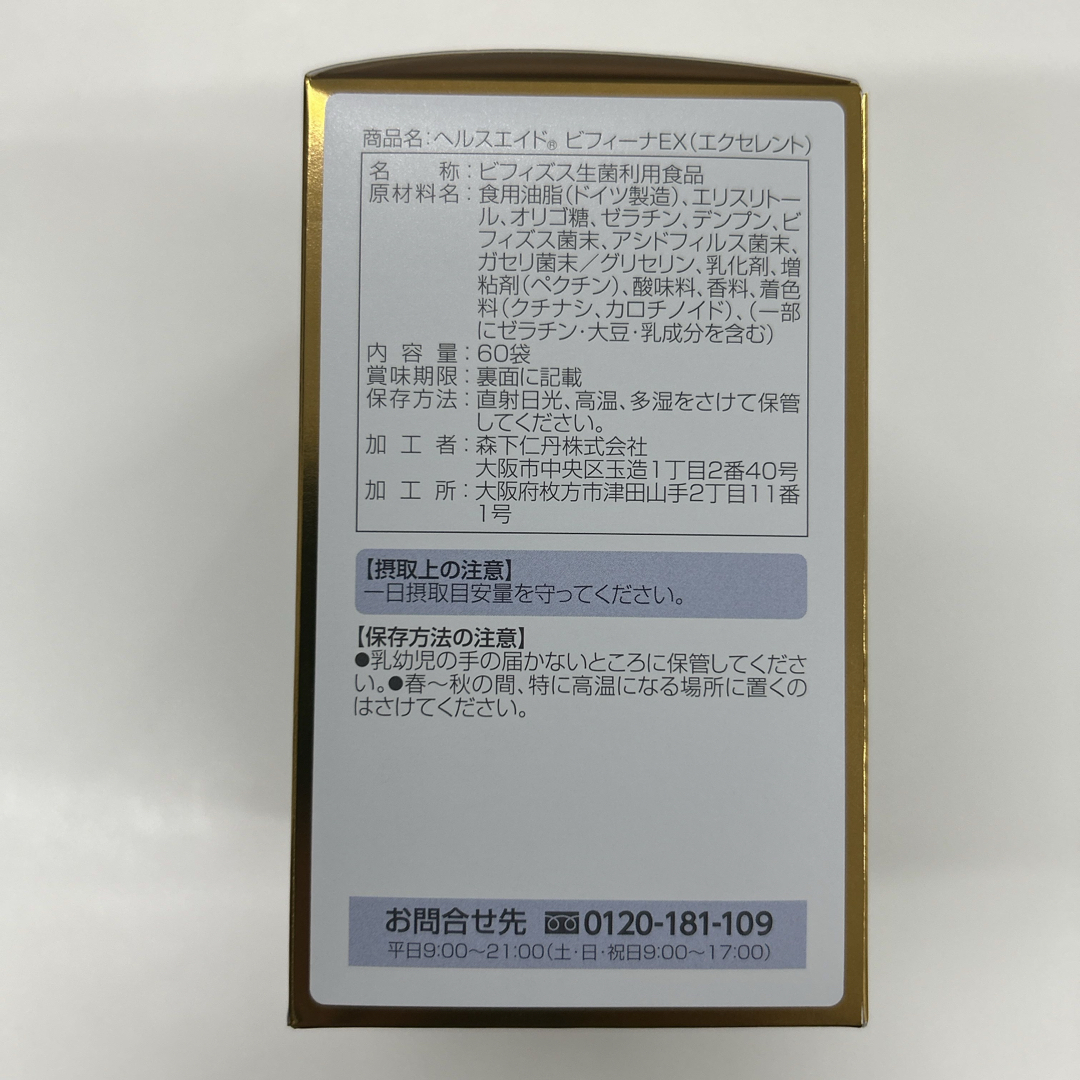 商品名：ヘルスエイド® ビフィーナEX（エクセレント）
名称：ビフィズス生菌利用食品
原材料名：食用油脂（ドイツ製造）、エリスリトー
ル、オリゴ糖、ゼラチン、デンプン、ビ
フィズス菌末、アシドフィルス菌末、
ガセリ菌末／グリセリン、乳化剤、増
粘剤（ペクチン）、酸味料、香料、着色
料（クチナシ、カロチノイド）、（一部
にゼラチン・大豆・乳成分を含む）
内容量：60袋
賞味期限：裏面に記載
保存方法：直射日光、高温、多湿をさけて保管
してください。
加工者：森下仁丹株式会社
大阪市中央区玉造1丁目2番40号
加工所：大阪府枚方市津田山手2丁目11番
1号
【摂取上の注意】
一日摂取目安量を守ってください。
【保存方法の注意】
●乳幼児の手の届かないところに保管してくださ
い。●春〜秋の間、特に高温になる場所に置くの
はさけてください。
お問合せ先 0120-181-109
平日9:00〜21:00（土・日・祝日9:00〜17:00）